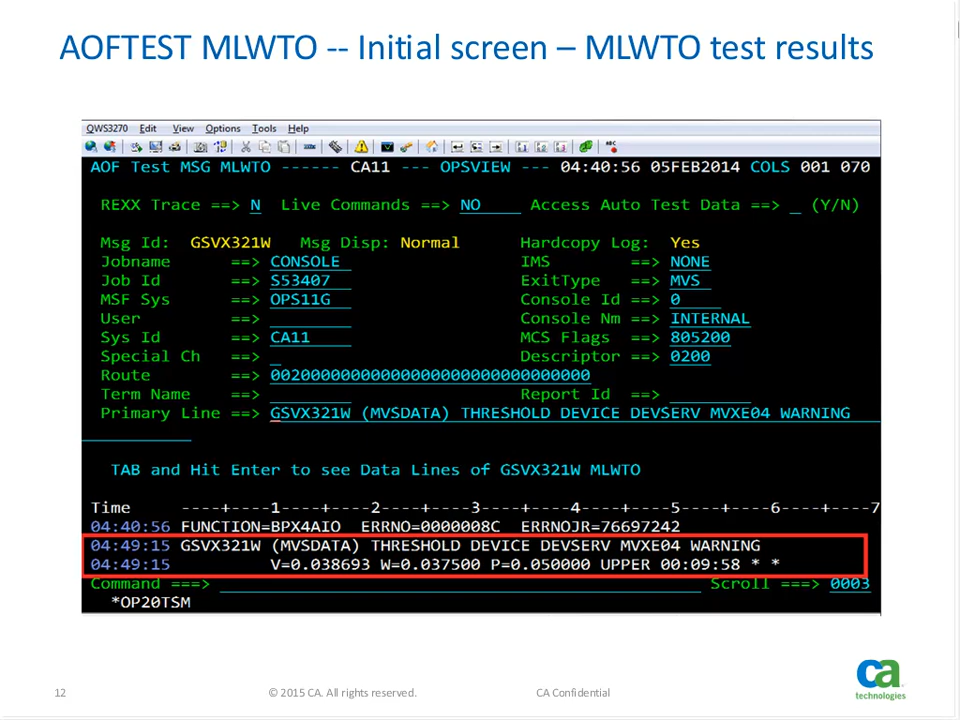 AOFTEST MLWTO -- Initial screen – MLWTO test results
QWS3270 Edit View Options Tools Help
AOF Test MSG MLWTO ------ CA11 --- OPSVIEW --- 04:40:56 05FEB2014 COLS 001 070
REXX Trace ==> N Live Commands ==> NO Access Auto Test Data ==> _ (Y/N)
Msg Id: GSVX321W Msg Disp: Normal Hardcopy Log: Yes
Jobname ==> CONSOLE IMS ==> NONE
Job Id ==> S53407 ExitType ==> MVS
MSF Sys ==> OPS11G Console Id ==> 0
User ==> Console Nm ==> INTERNAL
Sys Id ==> CA11 MCS Flags ==> 805200
Special Ch ==> _ Descriptor ==> 0200
Route ==> 00200000000000000000000000000000
Term Name ==> Report Id ==>
Primary Line ==> GSVX321W (MVSDATA) THRESHOLD DEVICE DEVSERV MVXE04 WARNING
TAB and Hit Enter to see Data Lines of GSVX321W MLWTO
Time ----+----1----+----2----+----3----+----4----+----5----+----6----+----7
04:40:56 FUNCTION=BPX4AIO ERRNO=0000008C ERRNOJR=76697242
04:49:15 GSVX321W (MVSDATA) THRESHOLD DEVICE DEVSERV MVXE04 WARNING
04:49:15 V=0.038693 W=0.037500 P=0.050000 UPPER 00:09:58 * *
Command ===> Scroll ===> 0003
*OP20TSM
12 © 2015 CA. All rights reserved. CA Confidential
ca
technologies